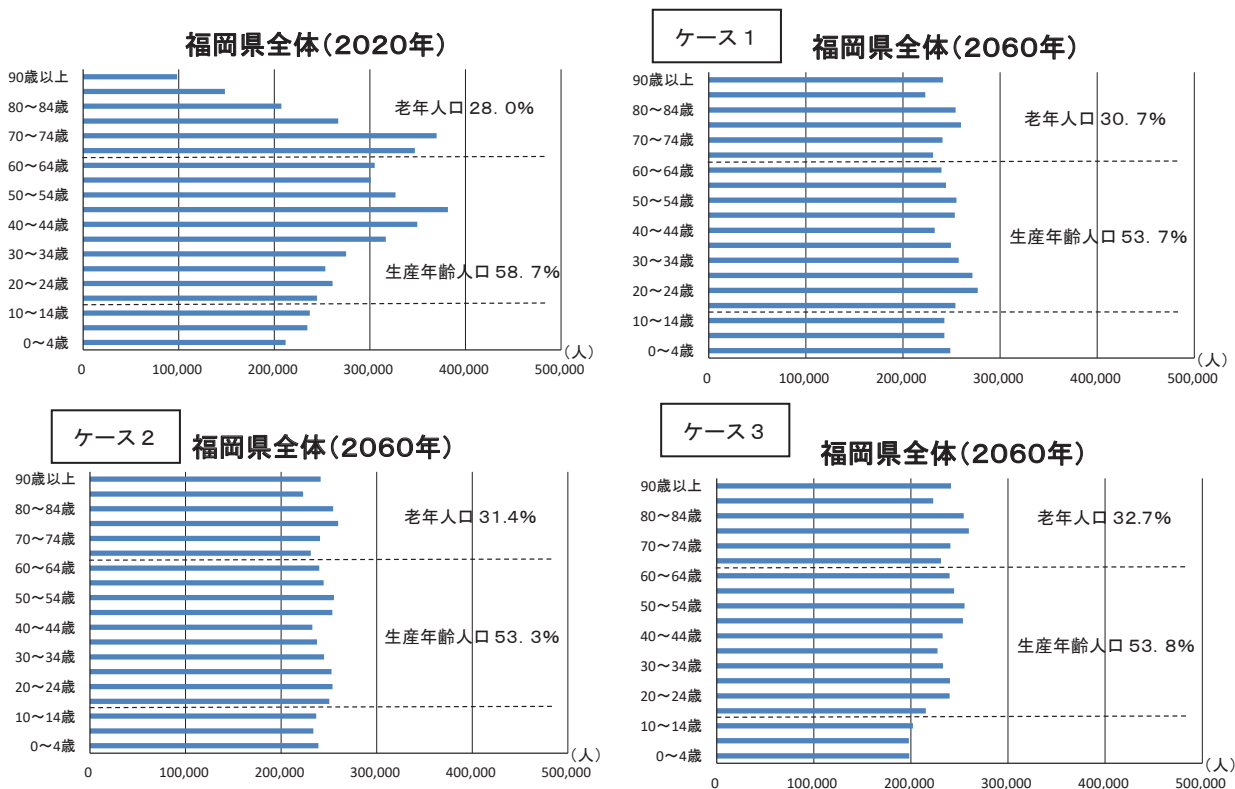 福岡県全体（2020年）
90歳以上
80～84歳
70～74歳
60～64歳
50～54歳
40～44歳
30～34歳
20～24歳
10～14歳
0～4歳
老年人口 28. 0%
生産年齢人口 58. 7%
（人）
0 100,000 200,000 300,000 400,000 500,000
ケース１
福岡県全体（2060年）
90歳以上
80～84歳
70～74歳
60～64歳
50～54歳
40～44歳
30～34歳
20～24歳
10～14歳
0～4歳
老年人口 30. 7%
生産年齢人口 53. 7%
（人）
0 100,000 200,000 300,000 400,000 500,000
ケース２
福岡県全体（2060年）
90歳以上
80～84歳
70～74歳
60～64歳
50～54歳
40～44歳
30～34歳
20～24歳
10～14歳
0～4歳
老年人口 31.4%
生産年齢人口 53. 3%
（人）
0 100,000 200,000 300,000 400,000 500,000
ケース３
福岡県全体（2060年）
90歳以上
80～84歳
70～74歳
60～64歳
50～54歳
40～44歳
30～34歳
20～24歳
10～14歳
0～4歳
老年人口 32.7%
生産年齢人口 53. 8%
（人）
0 100,000 200,000 300,000 400,000 500,000